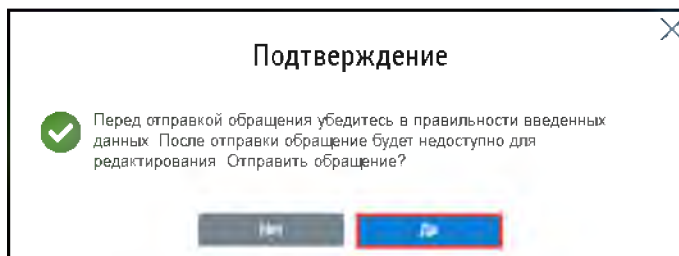 Подтверждение
Перед отправкой обращения убедитесь в правильности введенных
данных После отправки обращение будет недоступно для
редактирования Отправить обращение?
Нет Да